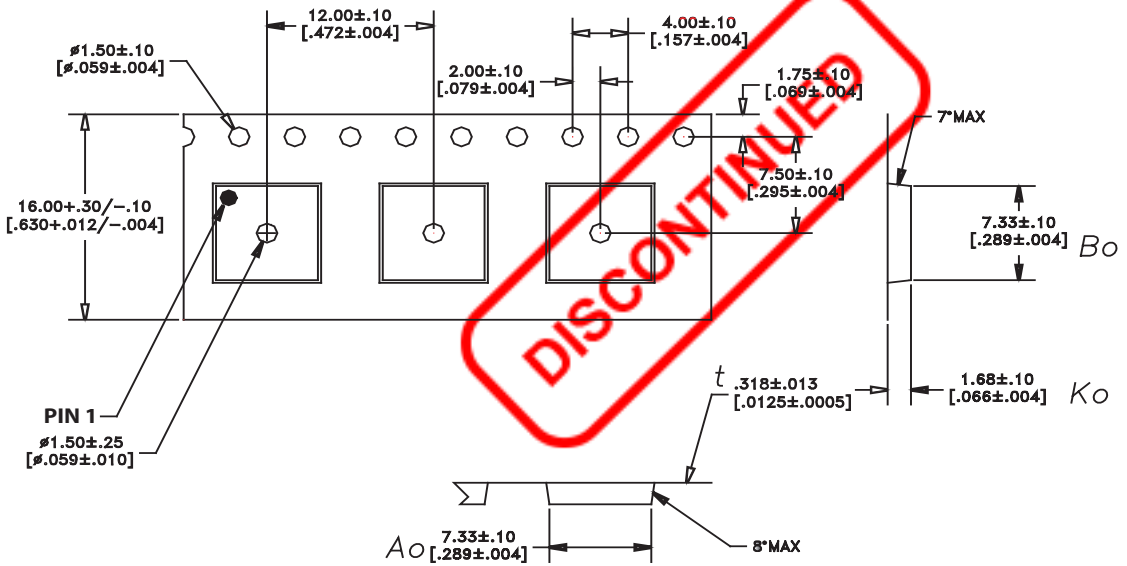 12.00±.10
[.472±.004]
4.00±.10
[.157±.004]
ø1.50±.10
[ø.059±.004]
2.00±.10
[.079±.004]
1.75±.10
[.069±.004]
7°MAX
DISCONTINUED
7.50±.10
[.295±.004]
16.00+.30/-.10
[.630+.012/-.004]
7.33±.10
[.289±.004]
Bo
t
.318±.013
[.0125±.0005]
1.68±.10
[.066±.004]
Ko
PIN 1
ø1.50±.25
[ø.059±.010]
Ao
7.33±.10
[.289±.004]
8°MAX